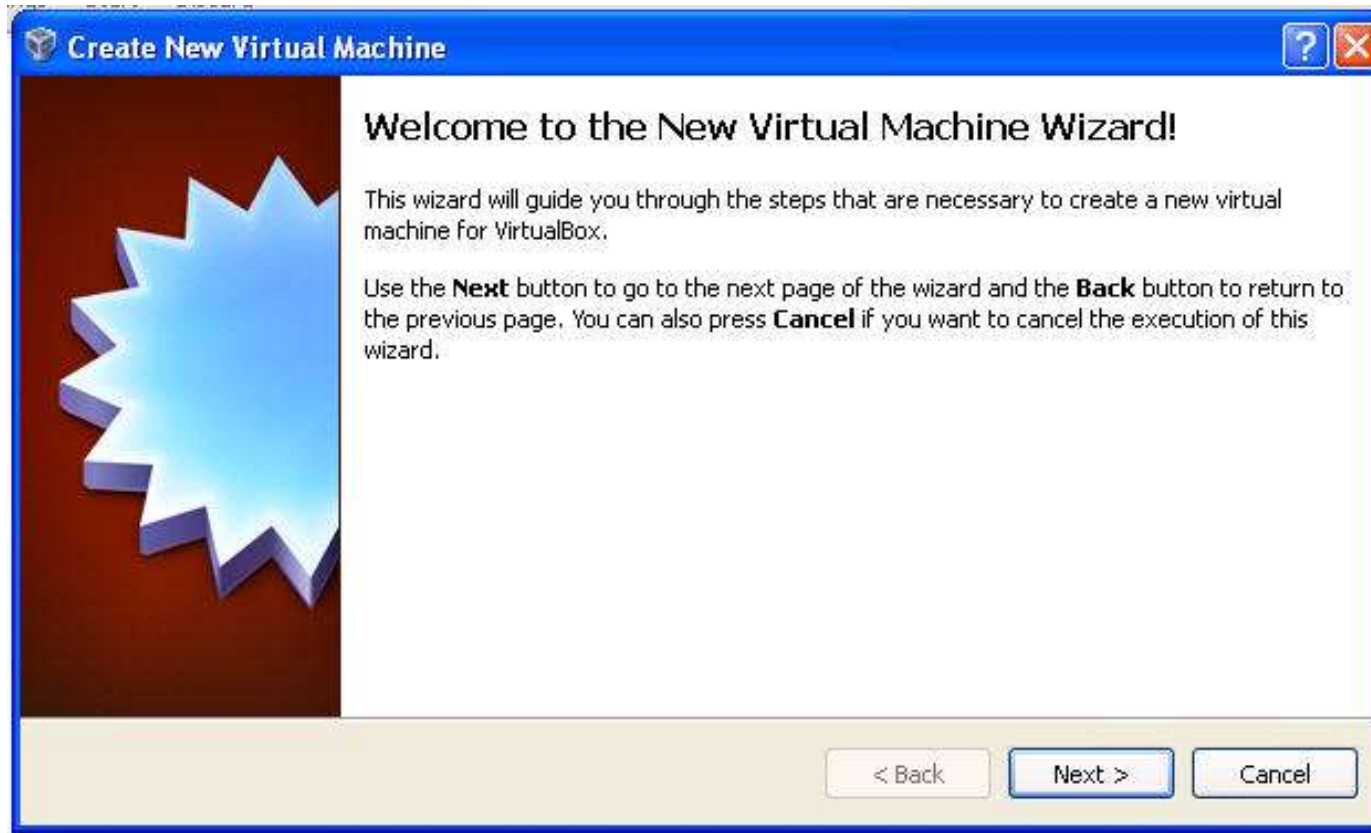 Create New Virtual Machine
Welcome to the New Virtual Machine Wizard!
This wizard will guide you through the steps that are necessary to create a new virtual
machine for VirtualBox.
Use the Next button to go to the next page of the wizard and the Back button to return to
the previous page. You can also press Cancel if you want to cancel the execution of this
wizard.
< Back
Next >
Cancel